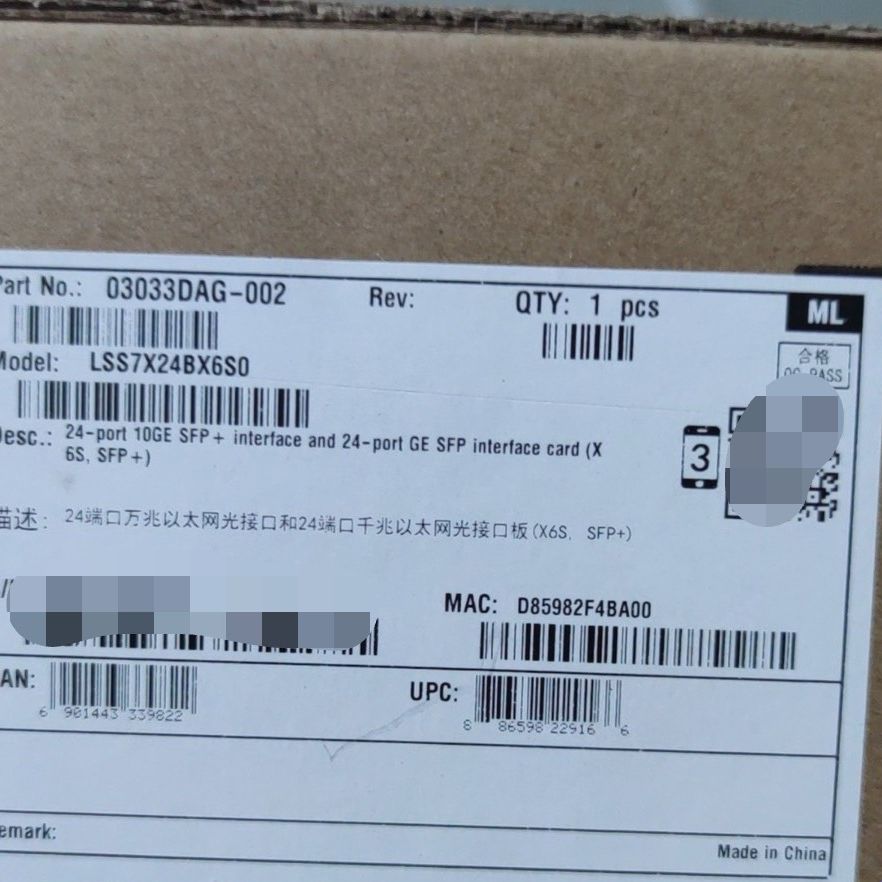 Part No.: 03033DAG-002 Rev: QTY: 1 pcs ML
Model: LSS7X24BX6S0
合格
QC PASS
Desc.: 24-port 10GE SFP+ interface and 24-port GE SFP interface card (X
6S, SFP+)
3
描述: 24端口万兆以太网光接口和24端口千兆以太网光接口板(X6S, SFP+)
MAC: D85982F4BA00
AN: UPC:
6 901443 339822
8 86598 22916 6
emark:
Made in China